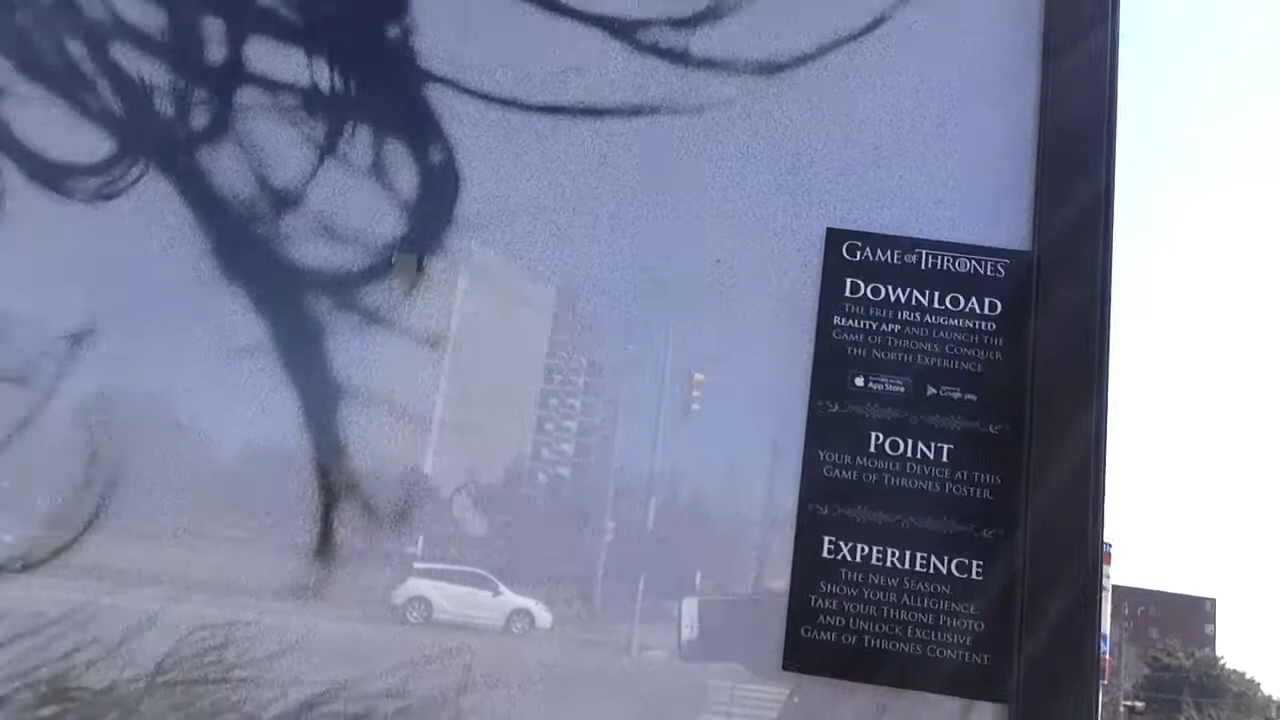 GAME OF THRONES
DOWNLOAD
THE FREE IRIS AUGMENTED
REALITY APP AND LAUNCH THE
GAME OF THRONES: CONQUER
THE NORTH EXPERIENCE
App Store
Google play
POINT
YOUR MOBILE DEVICE AT THIS
GAME OF THRONES POSTER.
EXPERIENCE
THE NEW SEASON.
SHOW YOUR ALLEGIENCE.
TAKE YOUR THRONE PHOTO
AND UNLOCK EXCLUSIVE
GAME OF THRONES CONTENT.